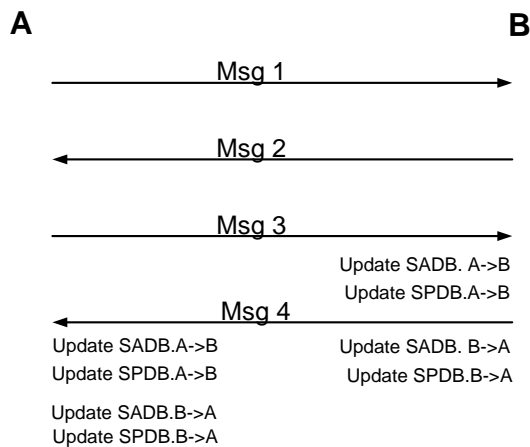 A B
Msg 1
Msg 2
Msg 3
Update SADB. A->B
Update SPDB.A->B
Msg 4
Update SADB.A->B
Update SPDB.A->B
Update SADB.B->A
Update SPDB.B->A
Update SADB. B->A
Update SPDB.B->A